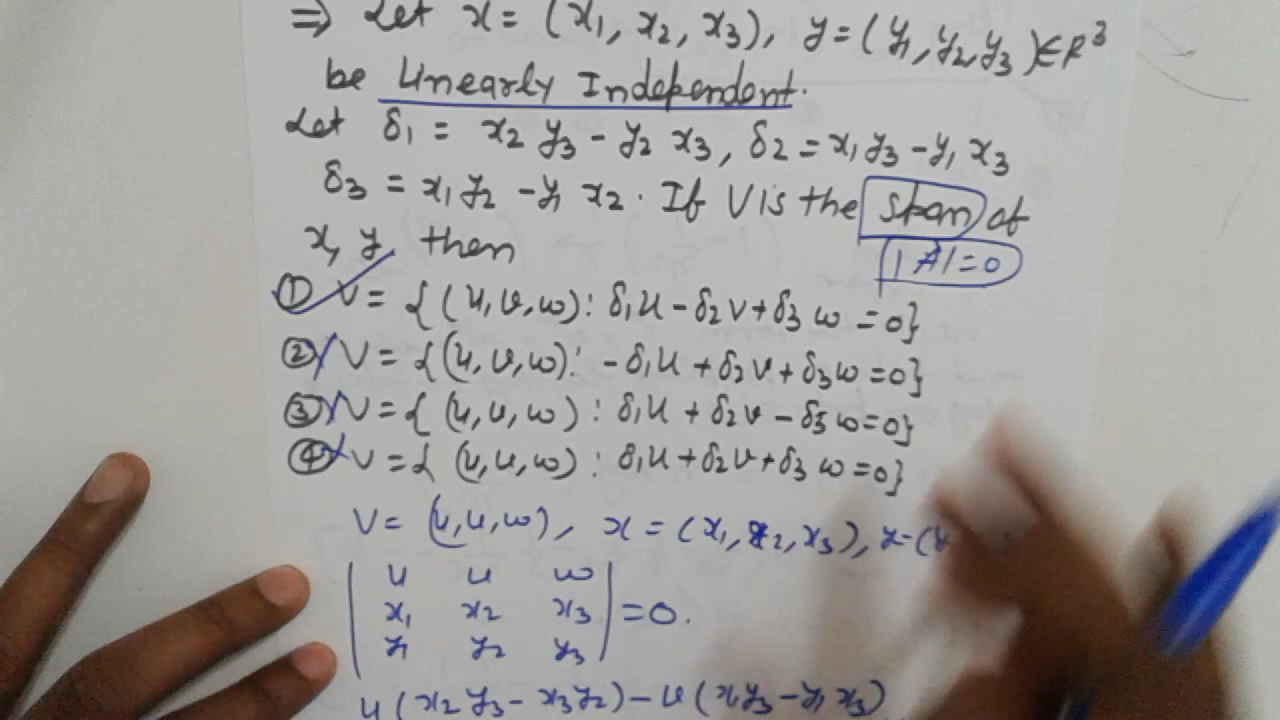 ⇒ Let x = (x1, x2, x3), y = (y1, y2, y3) ∈ R^3
be Linearly Independent.
Let δ1 = x2 y3 - y2 x3, δ2 = x1 y3 - y1 x3
δ3 = x1 y2 - y1 x2. If V is the span of
x, y then
|A| = 0
① V = {(u, v, w): δ1u - δ2v + δ3w = 0}
② V = {(u, v, w): -δ1u + δ2v + δ3w = 0}
③ V = {(u, u, w): δ1u + δ2v - δ3w = 0}
④ V = {(u, u, w): δ1u + δ2v + δ3w = 0}
V = (u, u, w), x = (x1, x2, x3), y = (
| u u w |
| x1 x2 x3 | = 0.
| y1 y2 y3 |
u(x2 y3 - x3 y2) - u(x y3 - y1 x3)